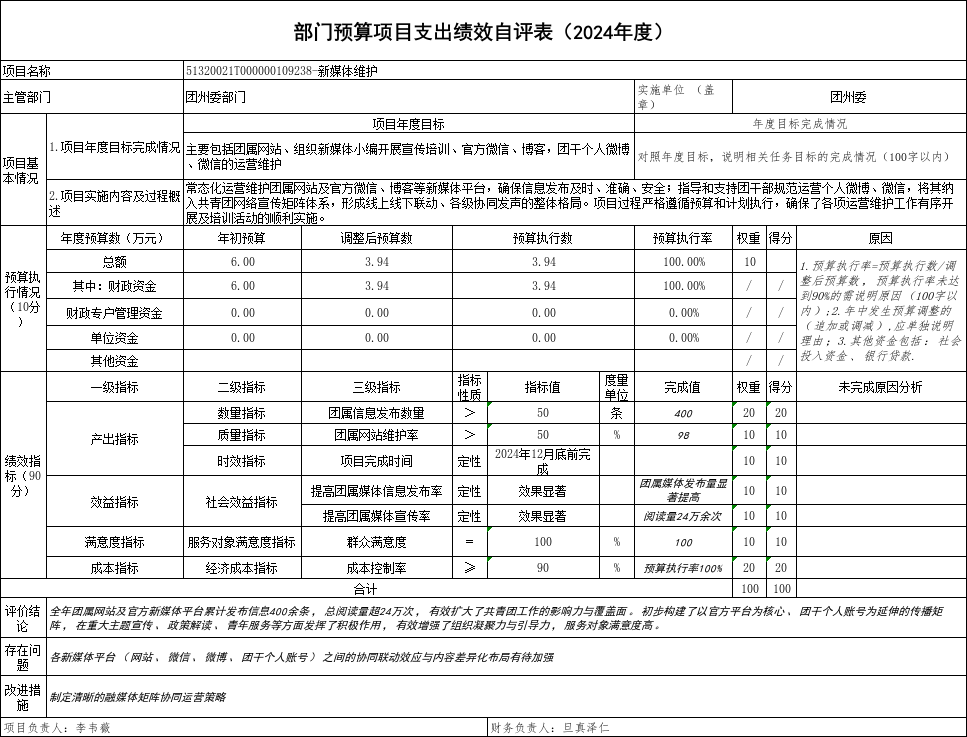 部门预算项目支出绩效自评表（2024年度）
项目名称 51320021T000000109238-新媒体维护
主管部门 团州委部门 实施单位 （盖章） 团州委
项目基本情况 1.项目年度目标完成情况 项目年度目标 年度目标完成情况
主要包括团属网站、组织新媒体小编开展宣传培训、官方微信、博客，团干个人微博、微信的运营维护 对照年度目标，说明相关任务目标的完成情况（100字以内）
2.项目实施内容及过程概述 常态化运营维护团属网站及官方微信、博客等新媒体平台，确保信息发布及时、准确、安全；指导和支持团干部规范运营个人微博、微信，将其纳入共青团网络宣传矩阵体系，形成线上线下联动、各级协同发声的整体格局。项目过程严格遵循预算和计划执行，确保了各项运营维护工作有序开展及培训活动的顺利实施。
预算执行情况（10分） 年度预算数（万元） 年初预算 调整后预算数 预算执行数 预算执行率 权重 得分 原因
总额 6.00 3.94 3.94 100.00% 10 1.预算执行率=预算执行数/调整后预算数，预算执行率未达到90%的需说明原因（100字以内）;2.年中发生预算调整的（追加或调减）,应单独说明理由；3.其他资金包括：社会投入资金、银行贷款.
其中：财政资金 6.00 3.94 3.94 100.00% / /
财政专户管理资金 0.00 0.00 0.00 0.00% / /
单位资金 0.00 0.00 0.00 0.00% / /
其他资金 / /
绩效指标（90分） 一级指标 二级指标 三级指标 指标性质 指标值 度量单位 完成值 权重 得分 未完成原因分析
产出指标 数量指标 团属信息发布数量 ＞ 50 条 400 20 20
质量指标 团属网站维护率 ＞ 50 % 98 10 10
时效指标 项目完成时间 定性 2024年12月底前完成 10 10
效益指标 社会效益指标 提高团属媒体信息发布率 定性 效果显著 团属媒体发布量显著提高 10 10
提高团属媒体宣传率 定性 效果显著 阅读量24万余次 10 10
满意度指标 服务对象满意度指标 群众满意度 ＝ 100 % 100 10 10
成本指标 经济成本指标 成本控制率 ≥ 90 % 预算执行率100% 20 20
合计 100 100
评价结论 全年团属网站及官方新媒体平台累计发布信息400余条，总阅读量超24万次，有效扩大了共青团工作的影响力与覆盖面。初步构建了以官方平台为核心、团干个人账号为延伸的传播矩阵，在重大主题宣传、政策解读、青年服务等方面发挥了积极作用，有效增强了组织凝聚力与引导力，服务对象满意度高。
存在问题 各新媒体平台（网站、微信、微博、团干个人账号）之间的协同联动效应与内容差异化布局有待加强
改进措施 制定清晰的融媒体矩阵协同运营策略
项目负责人：李韦薇 财务负责人：旦真泽仁